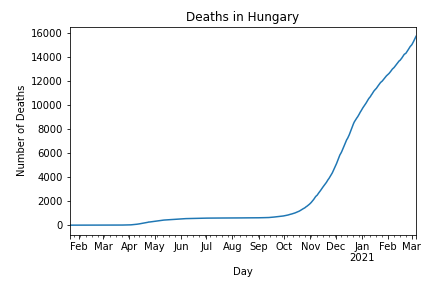 Deaths in Hungary
16000
14000
12000
10000
8000
6000
4000
2000
0
Number of Deaths
Feb Mar Apr May Jun Jul Aug Sep Oct Nov Dec Jan Feb Mar
2021
Day